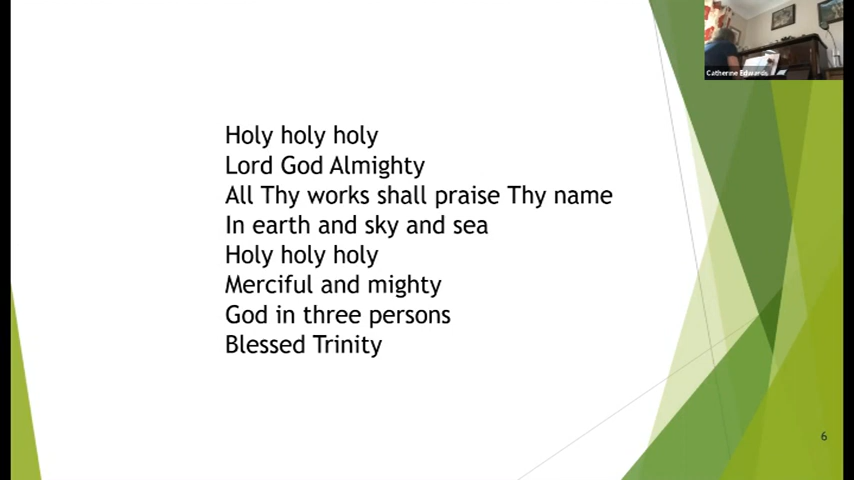 Catherine Edwards
Holy holy holy
Lord God Almighty
All Thy works shall praise Thy name
In earth and sky and sea
Holy holy holy
Merciful and mighty
God in three persons
Blessed Trinity
6